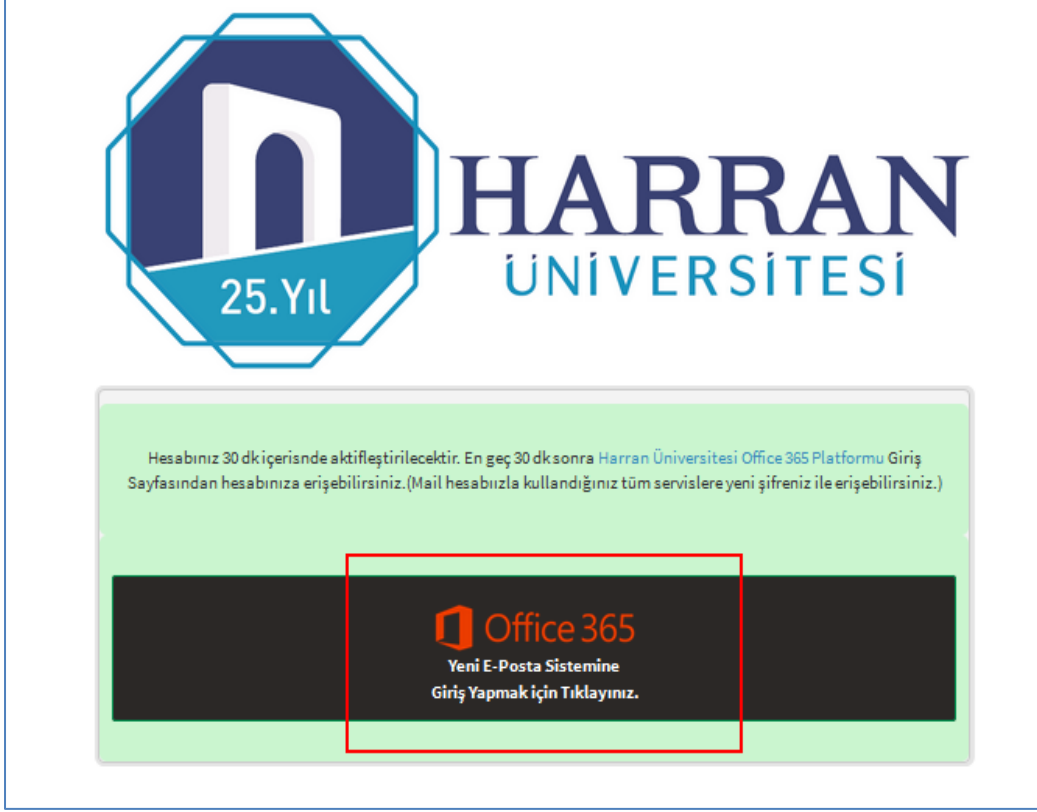 25.Yıl
HARRAN
ÜNİVERSİTESİ
Hesabınız 30 dk içerisnde aktifleştirilecektir. En geç 30 dk sonra Harran Üniversitesi Office 365 Platformu Giriş
Sayfasından hesabınıza erişebilirsiniz.(Mail hesabıızla kullandığınız tüm servislere yeni şifreniz ile erişebilirsiniz.)
Office 365
Yeni E-Posta Sistemine
Giriş Yapmak için Tıklayınız.